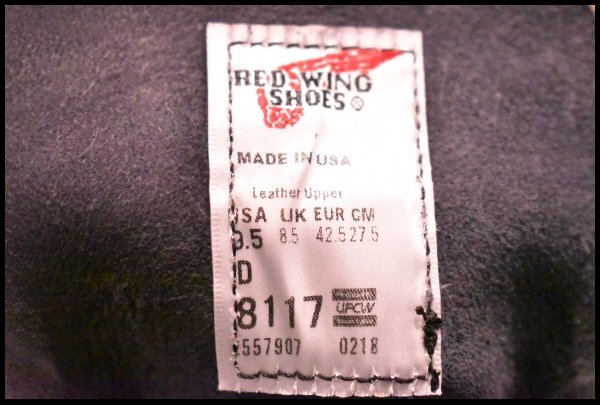 RED WING
SHOES®
MADE IN USA
Leather Upper
USA UK EUR CM
9.5 8.5 42.5 27.5
D
8117 UFCW
557907 0218